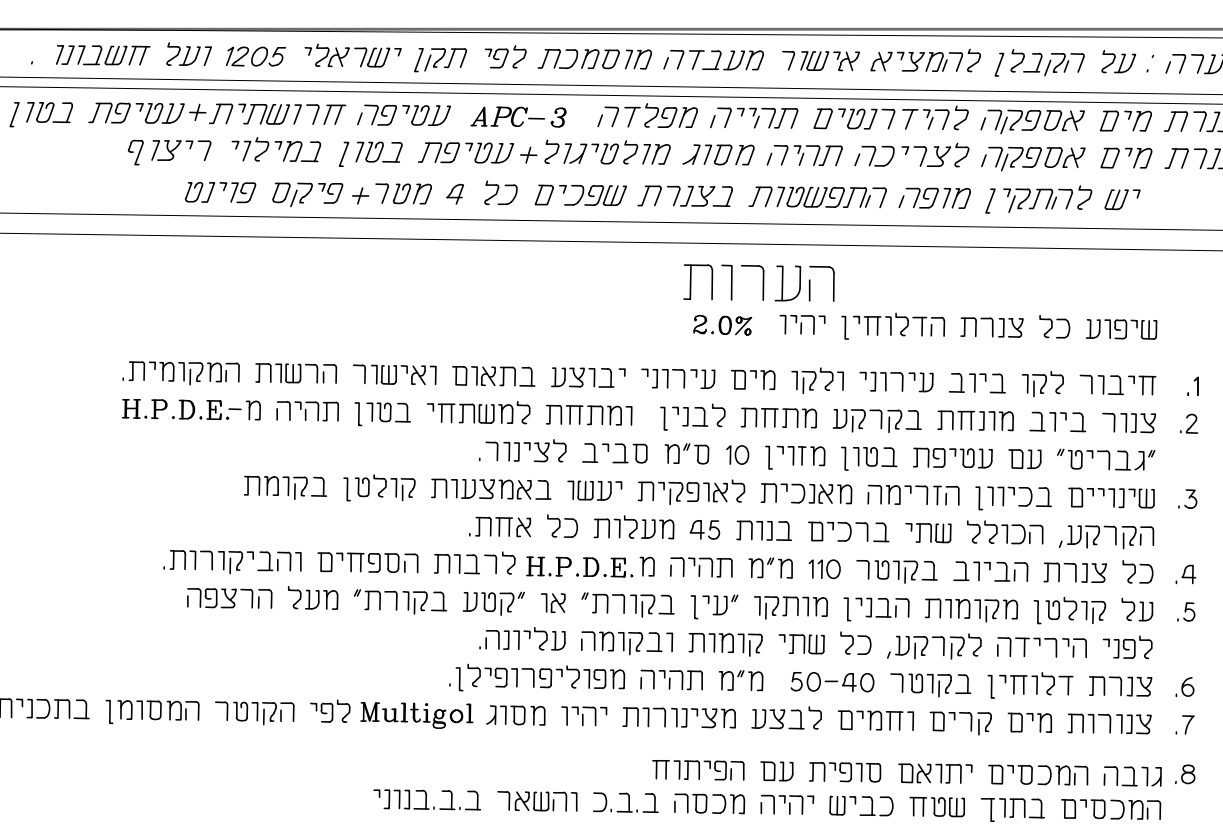 ערה : על הקבלן להמציא אישור מעבדה מוסמכת לפי תקן ישראלי 1205 ועל חשבונו .
נרת מים אספקה להידרנטים תהייה מפלדה APC-3 עטיפה חרושתית+עטיפת בטון
נרת מים אספקה לצריכה תהיה מסוג מולטיגול+עטיפת בטון במילוי ריצוף
יש להתקין מופה התפשטות בצנרת שפכים כל 4 מטר+פיקס פוינט
הערות
שיפוע כל צנרת הדלוחין יהיו 2.0%
1. חיבור לקו ביוב עירוני ולקו מים עירוני יבוצע בתאום ואישור הרשות המקומית.
2. צנור ביוב מונחת בקרקע מתחת לבנין ומתחת למשתחי בטון תהיה מ-H.P.D.E.
"גבריט" עם עטיפת בטון מזוין 10 ס"מ סביב לצינור.
3. שינויים בכיוון הזרימה מאנכית לאופקית יעשו באמצעות קולטן בקומת
הקרקע, הכולל שתי ברכים בנות 45 מעלות כל אחת.
4. כל צנרת הביוב בקוטר 110 מ"מ תהיה מ.H.P.D.E לרבות הספחים והביקורות.
5. על קולטן מקומות הבנין מותקו "עין בקורת" או "קטע בקורת" מעל הרצפה
לפני הירידה לקרקע, כל שתי קומות ובקומה עליונה.
6. צנרת דלוחין בקוטר 50-40 מ"מ תהיה מפוליפרופילן.
7. צנורות מים קרים וחמים לבצע מצינורות יהיו מסוג Multigol לפי הקוטר המסומן בתכנית
8. גובה המכסים יתואם סופית עם הפיתוח
המכסים בתוך שטח כביש יהיה מכסה ב.ב.כ והשאר ב.ב.בנוני